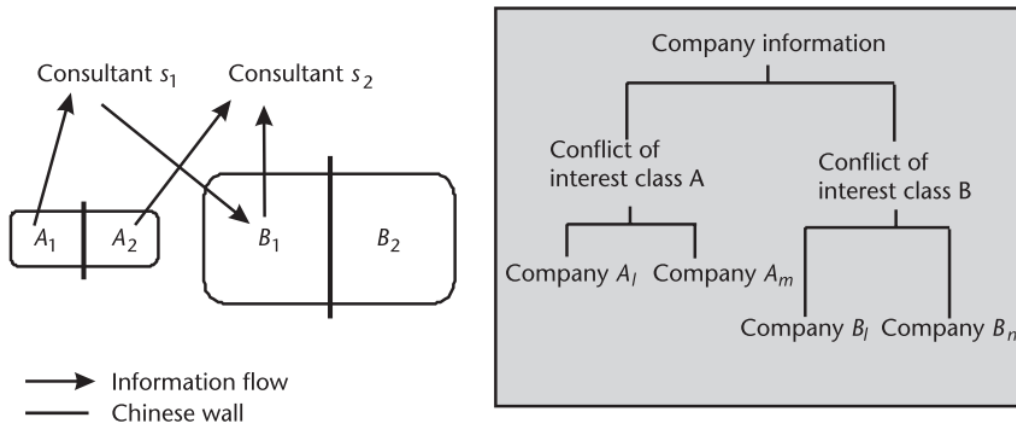 Consultant s1
Consultant s2
A1
A2
B1
B2
Information flow
Chinese wall
Company information
Conflict of
interest class A
Conflict of
interest class B
Company Al
Company Am
Company Bl
Company Bn